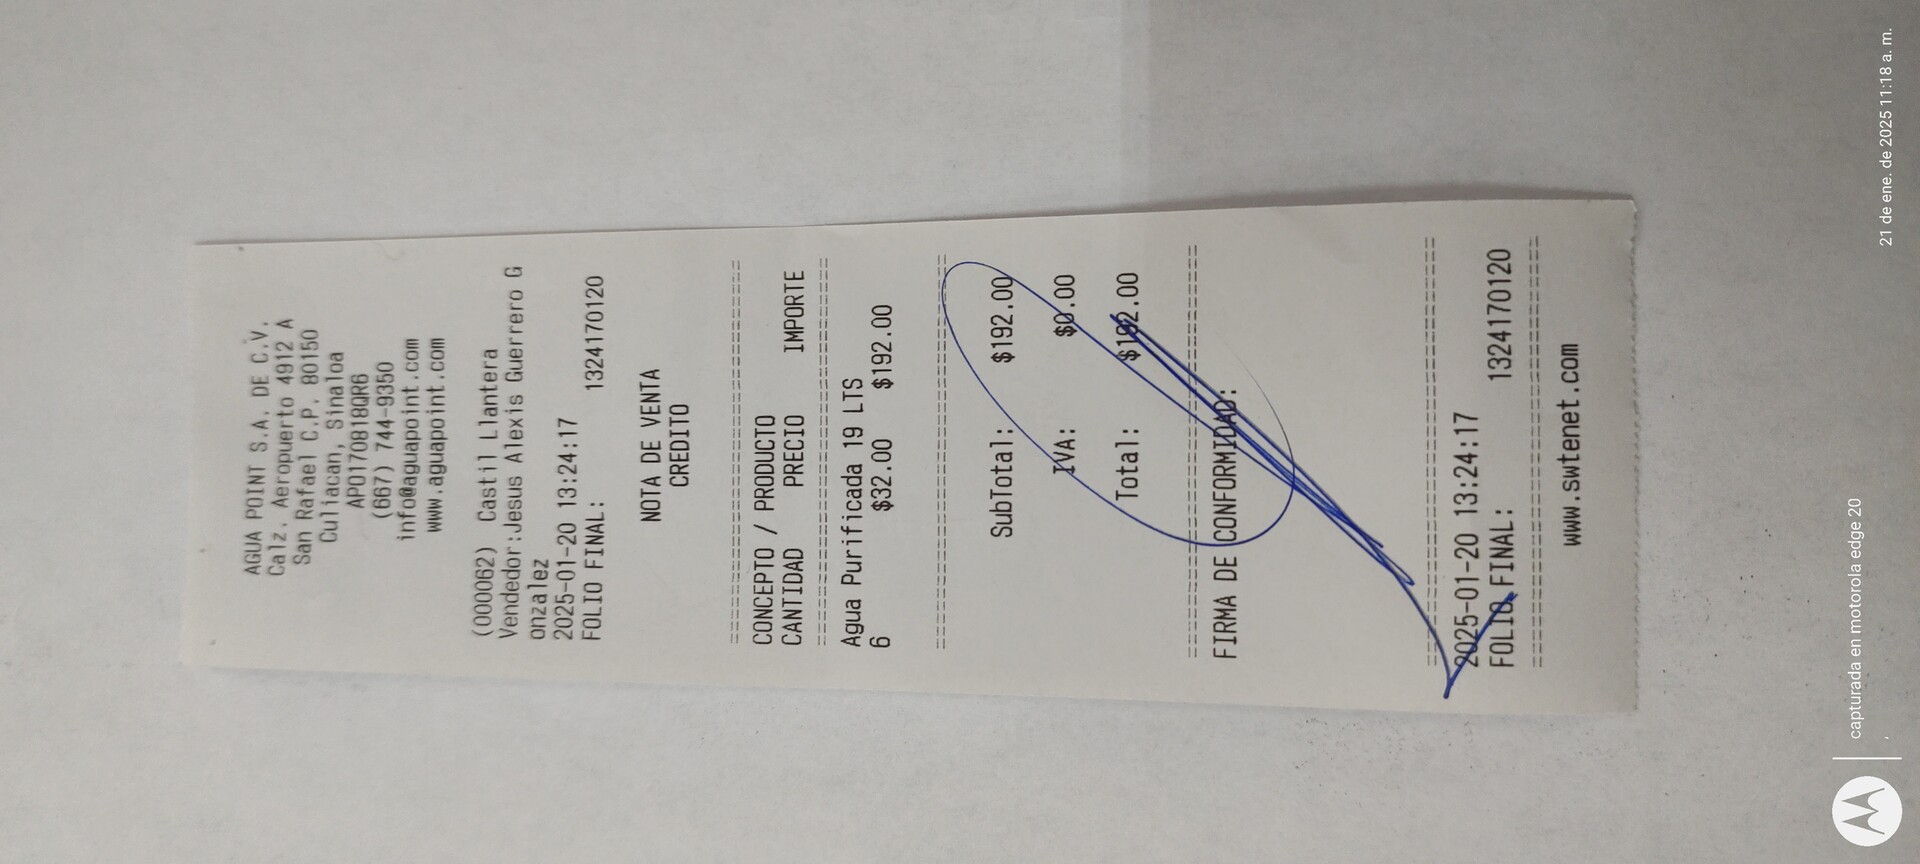 AGUA POINT S.A. DE C.V.
Calz. Aeropuerto 4912 A
San Rafael C.P. 80150
Culiacan, Sinaloa
APO170818QR6
(667) 744-9350
info@aguapoint.com
www.aguapoint.com
(000062) Castil Llantera
Vendedor:Jesus Alexis Guerrero G
onzalez
2025-01-20 13:24:17
FOLIO FINAL: 1324170120
NOTA DE VENTA
CREDITO
================================
CONCEPTO / PRODUCTO
CANTIDAD PRECIO IMPORTE
================================
Agua Purificada 19 LTS
6 $32.00 $192.00
================================
SubTotal: $192.00
IVA: $0.00
Total: $192.00
================================
FIRMA DE CONFORMIDAD:
================================
2025-01-20 13:24:17
FOLIO FINAL: 1324170120
================================
www.swtenet.com
capturada en motorola edge 20
21 de ene. de 2025 11:18 a. m.